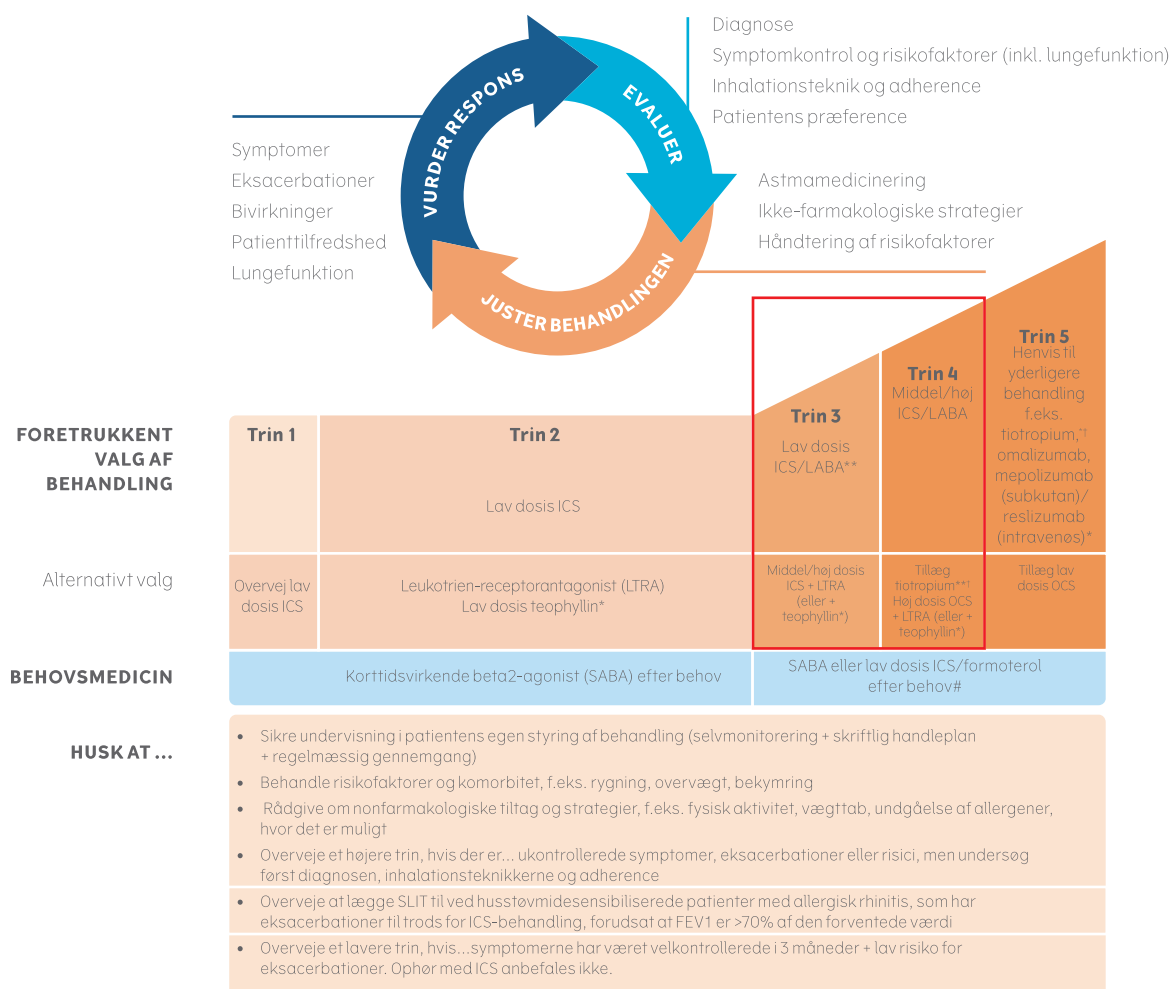 Diagnose
Symptomkontrol og risikofaktorer (inkl. lungefunktion)
Inhalationsteknik og adherence
Patientens præference
VURDER RESPONS
EVALUER
JUSTER BEHANDLINGEN
Symptomer
Eksacerbationer
Bivirkninger
Patienttilfredshed
Lungefunktion
Astmamedicinering
Ikke-farmakologiske strategier
Håndtering af risikofaktorer
FORETRUKKENT
VALG AF
BEHANDLING
Trin 1
Trin 2
Lav dosis ICS
Trin 3
Lav dosis
ICS/LABA**
Trin 4
Middel/høj
ICS/LABA
Trin 5
Henvis til
yderligere
behandling
f.eks.
tiotropium,*†
omalizumab,
mepolizumab
(subkutan)/
reslizumab
(intravenøs)*
Alternativt valg
Overvej lav
dosis ICS
Leukotrien-receptorantagonist (LTRA)
Lav dosis teophyllin*
Middel/høj dosis
ICS + LTRA
(eller +
teophyllin*)
Tillæg
tiotropium**†
Høj dosis OCS
+ LTRA (eller +
teophyllin*)
Tillæg lav
dosis OCS
BEHOVSMEDICIN
Korttidsvirkende beta2-agonist (SABA) efter behov
SABA eller lav dosis ICS/formoterol
efter behov#
HUSK AT ...
• Sikre undervisning i patientens egen styring af behandling (selvmonitorering + skriftlig handleplan
+ regelmæssig gennemgang)
• Behandle risikofaktorer og komorbitet, f.eks. rygning, overvægt, bekymring
• Rådgive om nonfarmakologiske tiltag og strategier, f.eks. fysisk aktivitet, vægttab, undgåelse af allergener,
hvor det er muligt
• Overveje et højere trin, hvis der er... ukontrollerede symptomer, eksacerbationer eller risici, men undersøg
først diagnosen, inhalationsteknikkerne og adherence
• Overveje at lægge SLIT til ved husstøvmidesensibiliserede patienter med allergisk rhinitis, som har
eksacerbationer til trods for ICS-behandling, forudsat at FEV1 er >70% af den forventede værdi
• Overveje et lavere trin, hvis...symptomerne har været velkontrollerede i 3 måneder + lav risiko for
eksacerbationer. Ophør med ICS anbefales ikke.